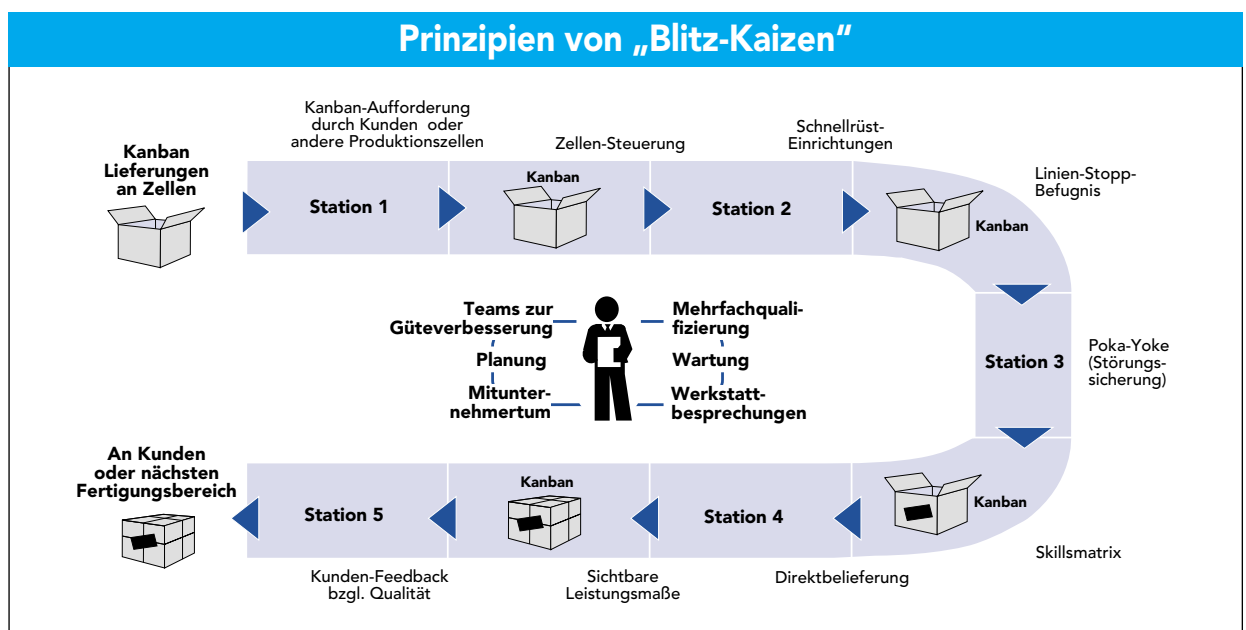 Prinzipien von „Blitz-Kaizen“
Kanban-Aufforderung
durch Kunden oder
andere Produktionszellen
Zellen-Steuerung
Schnellrüst-
Einrichtungen
Linien-Stopp-
Befugnis
Kanban
Lieferungen
an Zellen
Station 1
Kanban
Station 2
Kanban
Teams zur
Güteverbesserung
Planung
Mitunter-
nehmertum
Mehrfachquali-
fizierung
Wartung
Werkstatt-
besprechungen
Station 3
Poka-Yoke
(Störungs-
sicherung)
An Kunden
oder nächsten
Fertigungsbereich
Station 5
Kanban
Station 4
Kanban
Skillsmatrix
Kunden-Feedback
bzgl. Qualität
Sichtbare
Leistungsmaße
Direktbelieferung